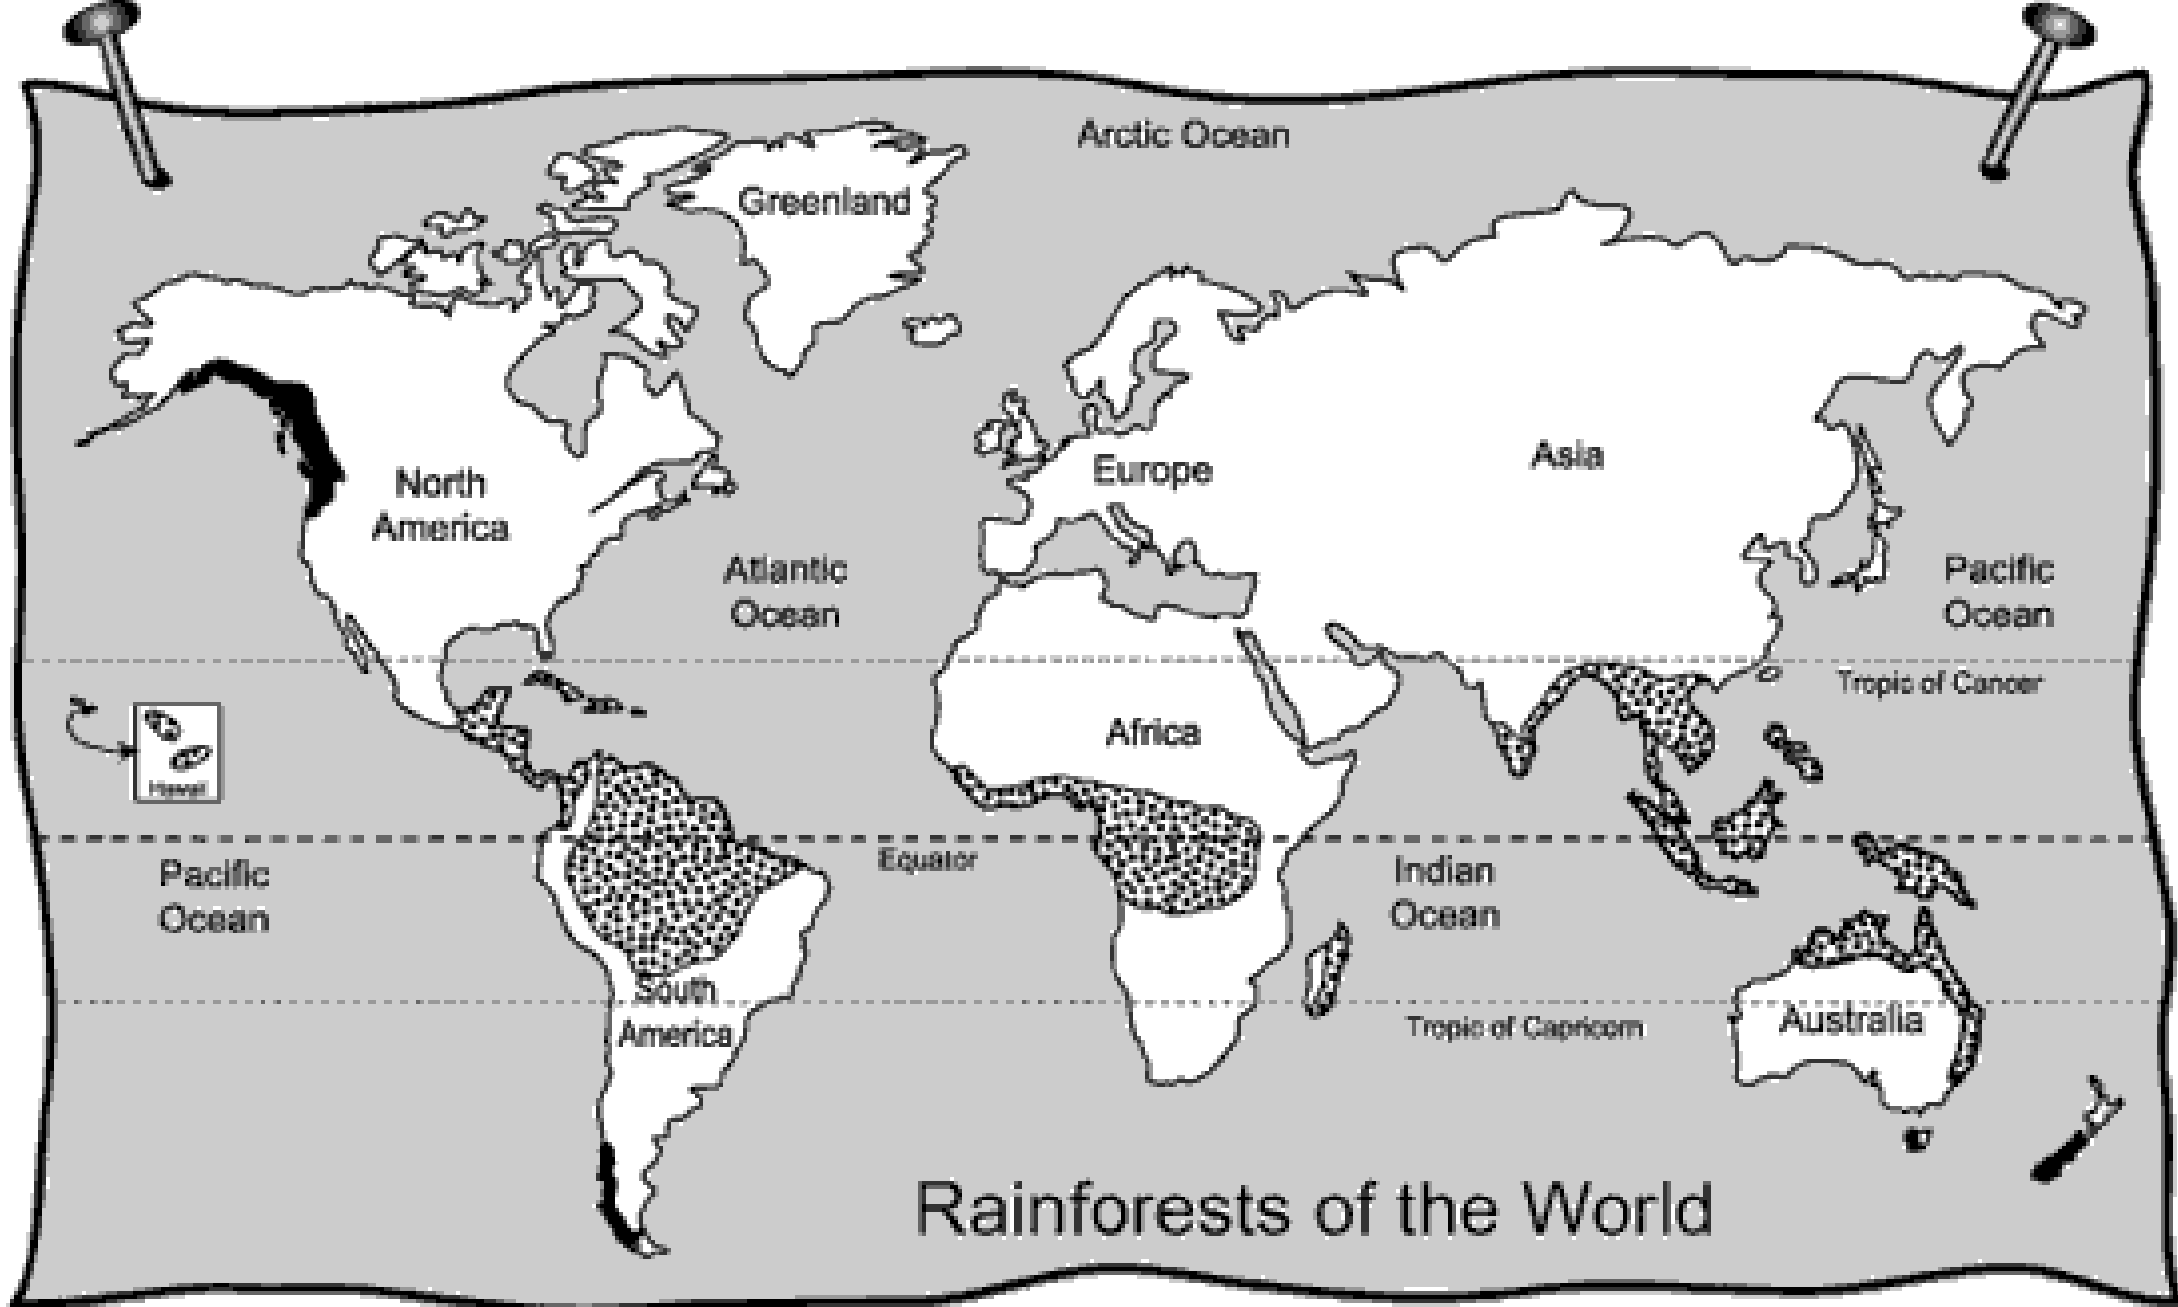 Arctic Ocean
Greenland
North
America
Europe
Asia
Atlantic
Ocean
Pacific
Ocean
Tropic of Cancer
Africa
Hawaii
Pacific
Ocean
Equator
Indian
Ocean
South
America
Tropic of Capricorn
Australia
Rainforests of the World